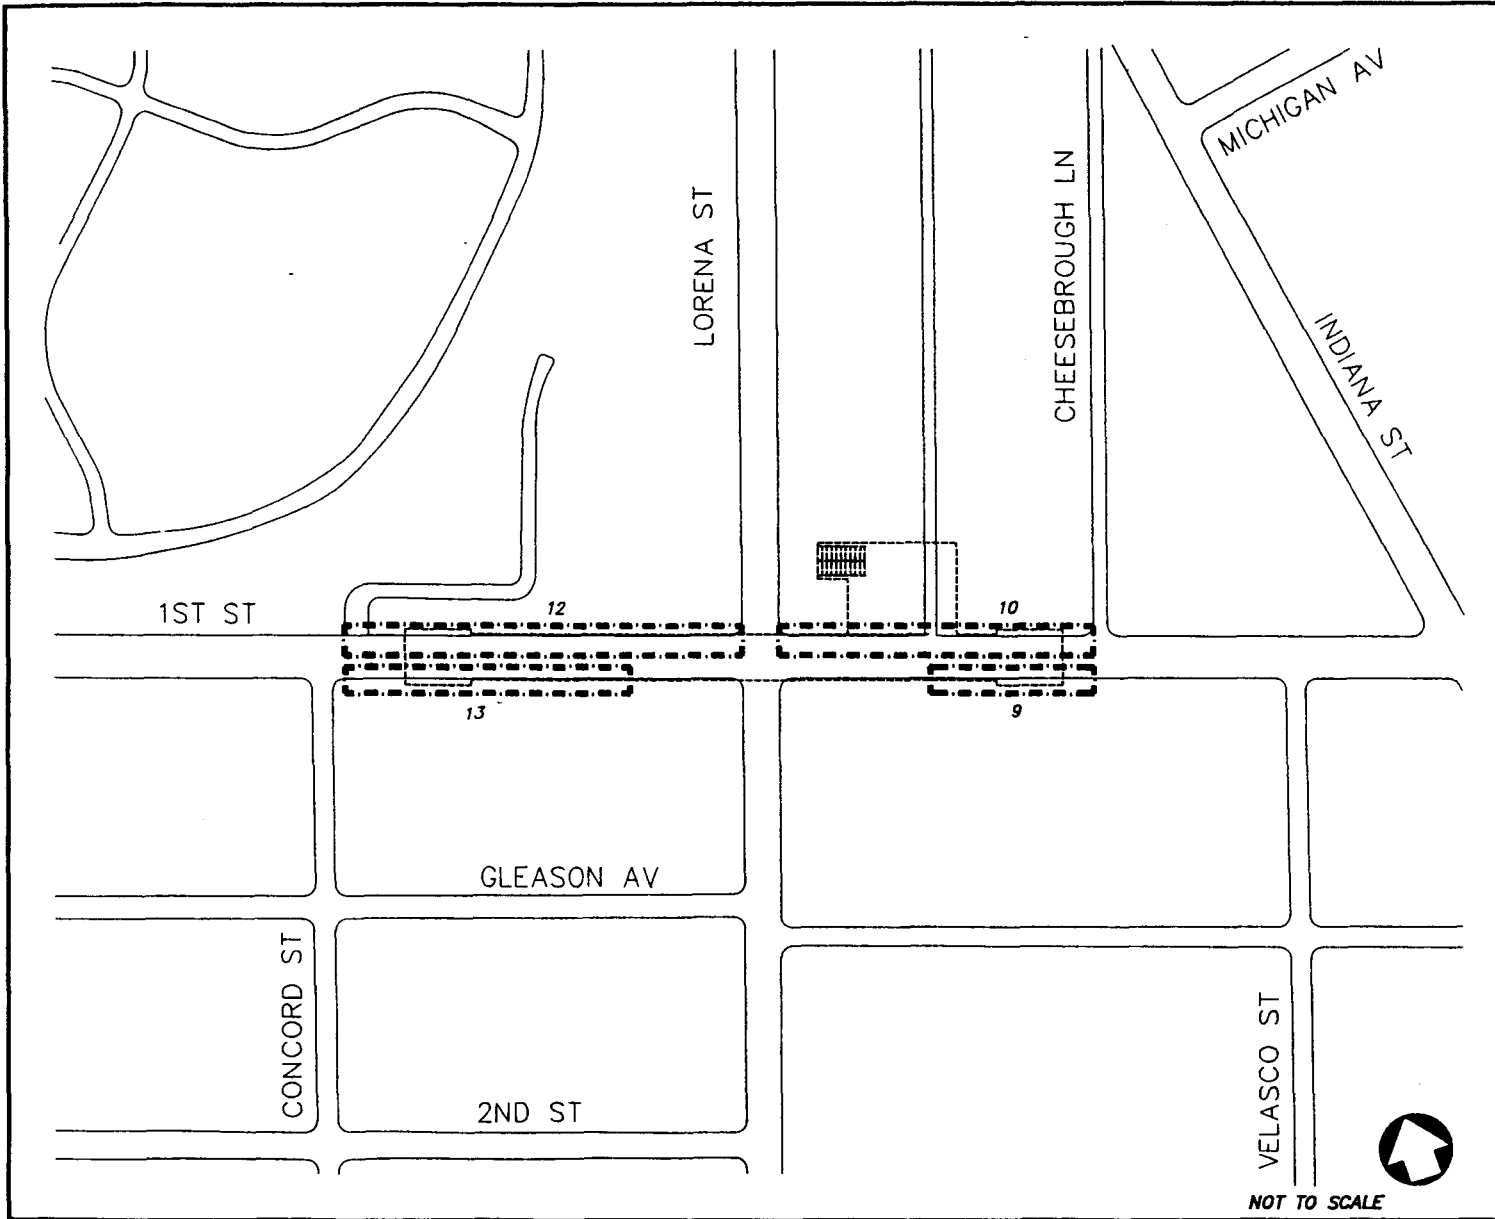 MICHIGAN AV
LORENA ST
CHEESEBROUGH LN
INDIANA ST
1ST ST
12
10
13
9
GLEASON AV
CONCORD ST
2ND ST
VELASCO ST
NOT TO SCALE